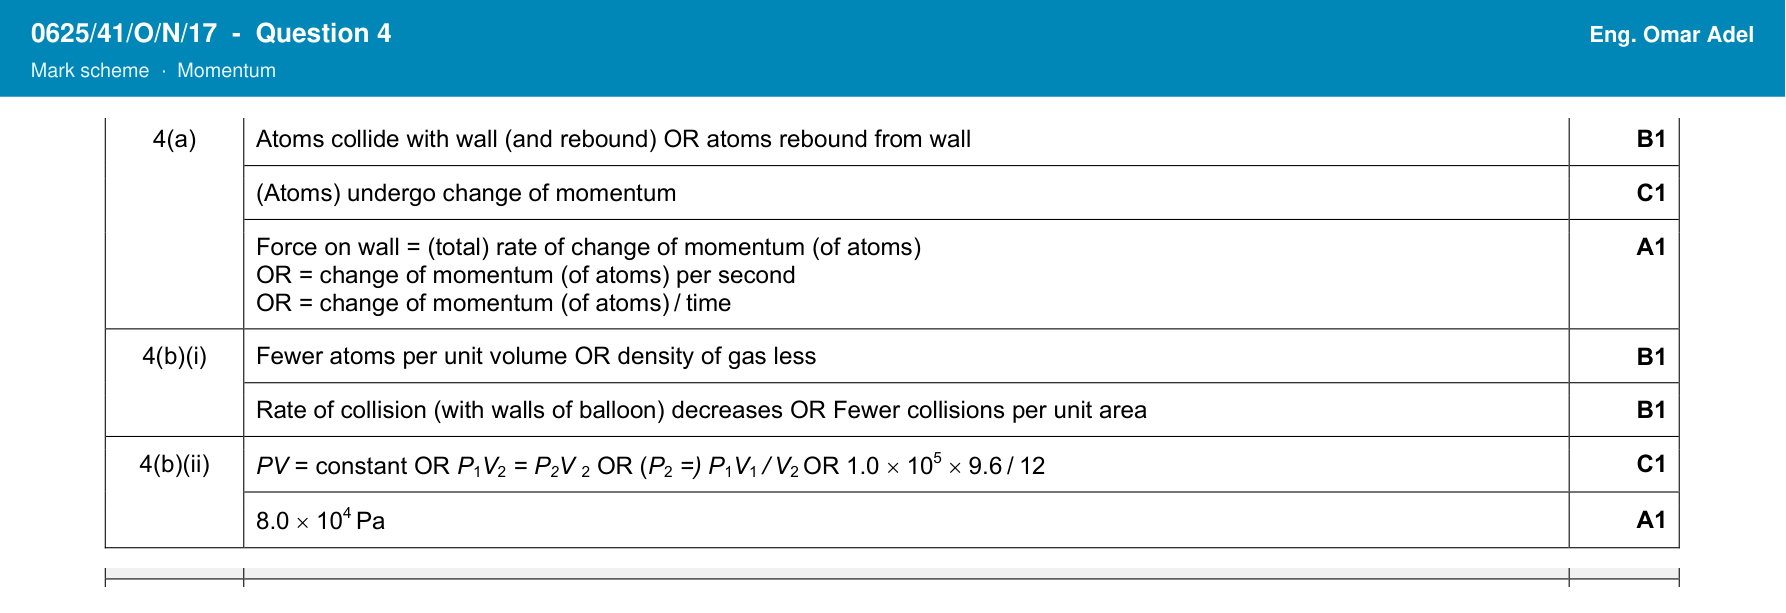 0625/41/O/N/17 - Question 4
Eng. Omar Adel
Mark scheme · Momentum
4(a)
Atoms collide with wall (and rebound) OR atoms rebound from wall
B1
(Atoms) undergo change of momentum
C1
Force on wall = (total) rate of change of momentum (of atoms)
A1
OR = change of momentum (of atoms) per second
OR = change of momentum (of atoms) / time
4(b)(i)
Fewer atoms per unit volume OR density of gas less
B1
Rate of collision (with walls of balloon) decreases OR Fewer collisions per unit area
B1
4(b)(ii)
PV = constant OR P₁V₂ = P₂V ₂ OR (P₂ =) P₁V₁ / V₂ OR 1.0 × 10⁵ × 9.6 / 12
C1
8.0 × 10⁴ Pa
A1